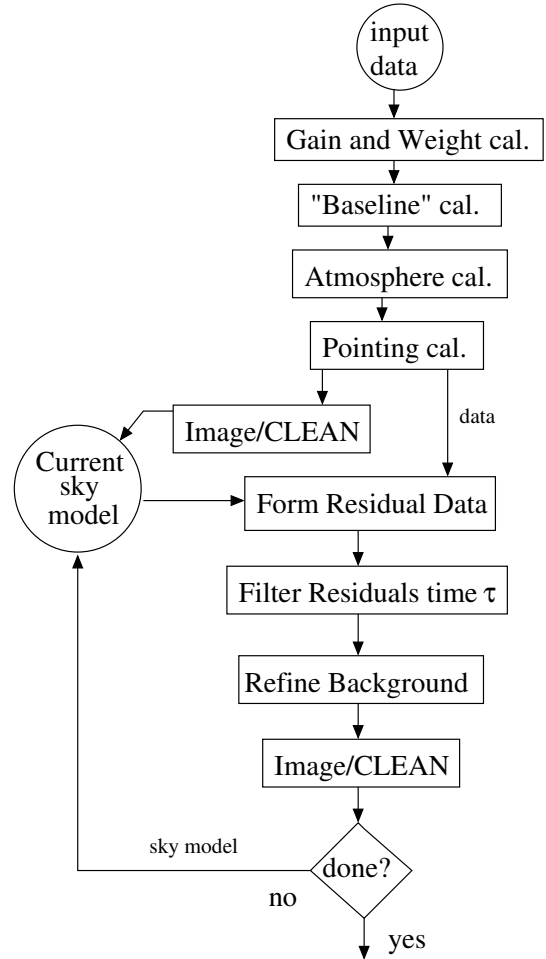 input
data
Gain and Weight cal.
"Baseline" cal.
Atmosphere cal.
Pointing cal.
data
Image/CLEAN
Current
sky
model
Form Residual Data
Filter Residuals time τ
Refine Background
Image/CLEAN
sky model
done?
no
yes